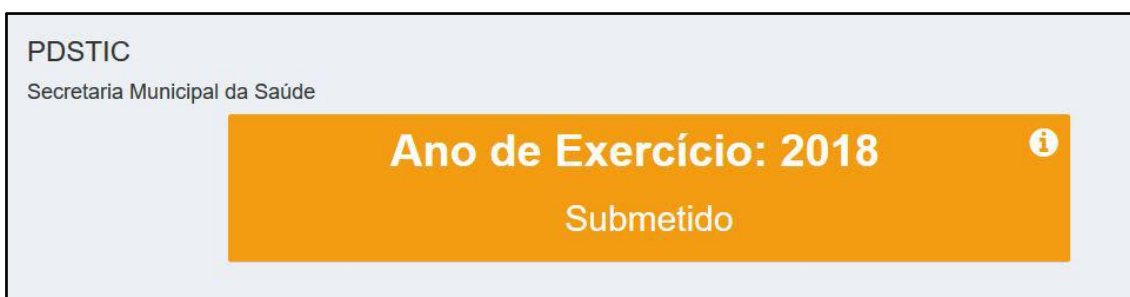 PDSTIC
Secretaria Municipal da Saúde
Ano de Exercício: 2018
Submetido